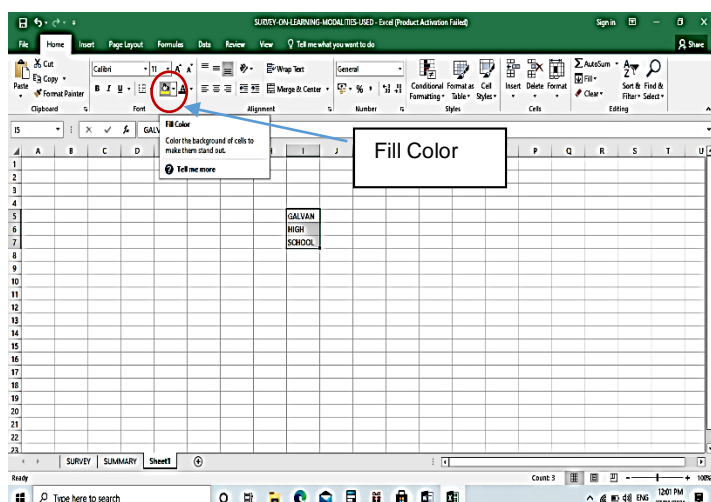 SURVEY-ON-LEARNING-MODALITIES-USED - Excel (Product Activation Failed)
Sign in
File Home Insert Page Layout Formulas Data Review View Tell me what you want to do
Share
Paste
Cut
Copy
Format Painter
Clipboard
Calibri 11 A A
B I U A
Font
Wrap Text
Merge & Center
Alignment
General
% ,
Number
Conditional Formatting
Format as Table
Cell Styles
Styles
Insert Delete Format
Cells
AutoSum
Fill
Clear
Sort & Filter
Find & Select
Editing
I5 fx GALV
Fill Color
Color the background of cells to
make them stand out.
Tell me more
Fill Color
A B C D I J P Q R S T U
1
2
3
4
5 GALVAN
6 HIGH
7 SCHOOL
8
9
10
11
12
13
14
15
16
17
18
19
20
21
22
23
SURVEY SUMMARY Sheet1
Ready
Count: 3
100%
Type here to search
ENG
12:01 PM